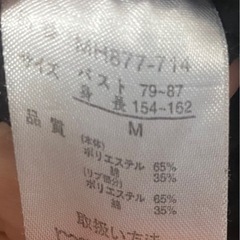 MH877-714
サイズ バスト 79~87
身長 154~162
M
品質
(本体)
ポリエステル 65%
綿 35%
(リブ部分)
ポリエステル 65%
綿 35%
取扱い方法